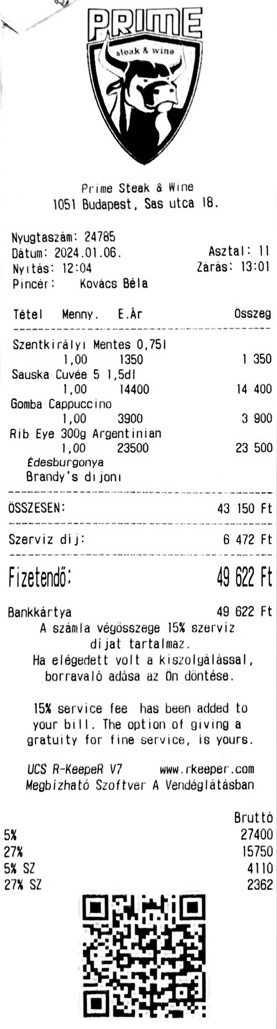 PRIME
steak & wine
Prime Steak & Wine
1051 Budapest, Sas utca 18.
Nyugtaszám: 24785
Dátum: 2024.01.06. Asztal: 11
Nyitás: 12:04 Zárás: 13:01
Pincér: Kovács Béla
Tétel Menny. E.Ár Összeg
Szentkirályi Mentes 0,75l
1,00 1350 1 350
Sauska Cuvée 5 1,5dl
1,00 14400 14 400
Gomba Cappuccino
1,00 3900 3 900
Rib Eye 300g Argentinian
1,00 23500 23 500
Édesburgonya
Brandy's dijoni
ÖSSZESEN: 43 150 Ft
Szerviz díj: 6 472 Ft
Fizetendő: 49 622 Ft
Bankkártya 49 622 Ft
A számla végösszege 15% szerviz
díjat tartalmaz.
Ha elégedett volt a kiszolgálással,
borravaló adása az Ön döntése.
15% service fee has been added to
your bill. The option of giving a
gratuity for fine service, is yours.
UCS R-KeepeR V7 www.rkeeper.com
Megbízható Szoftver A Vendéglátásban
Bruttó
5% 27400
27% 15750
5% SZ 4110
27% SZ 2362